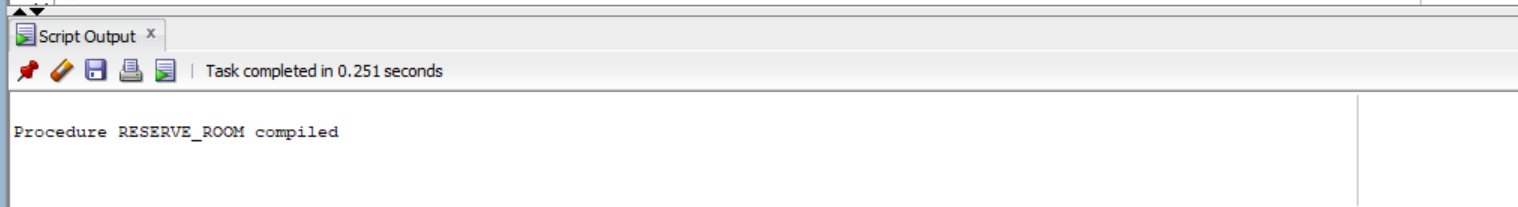 Script Output x
Task completed in 0.251 seconds
Procedure RESERVE_ROOM compiled